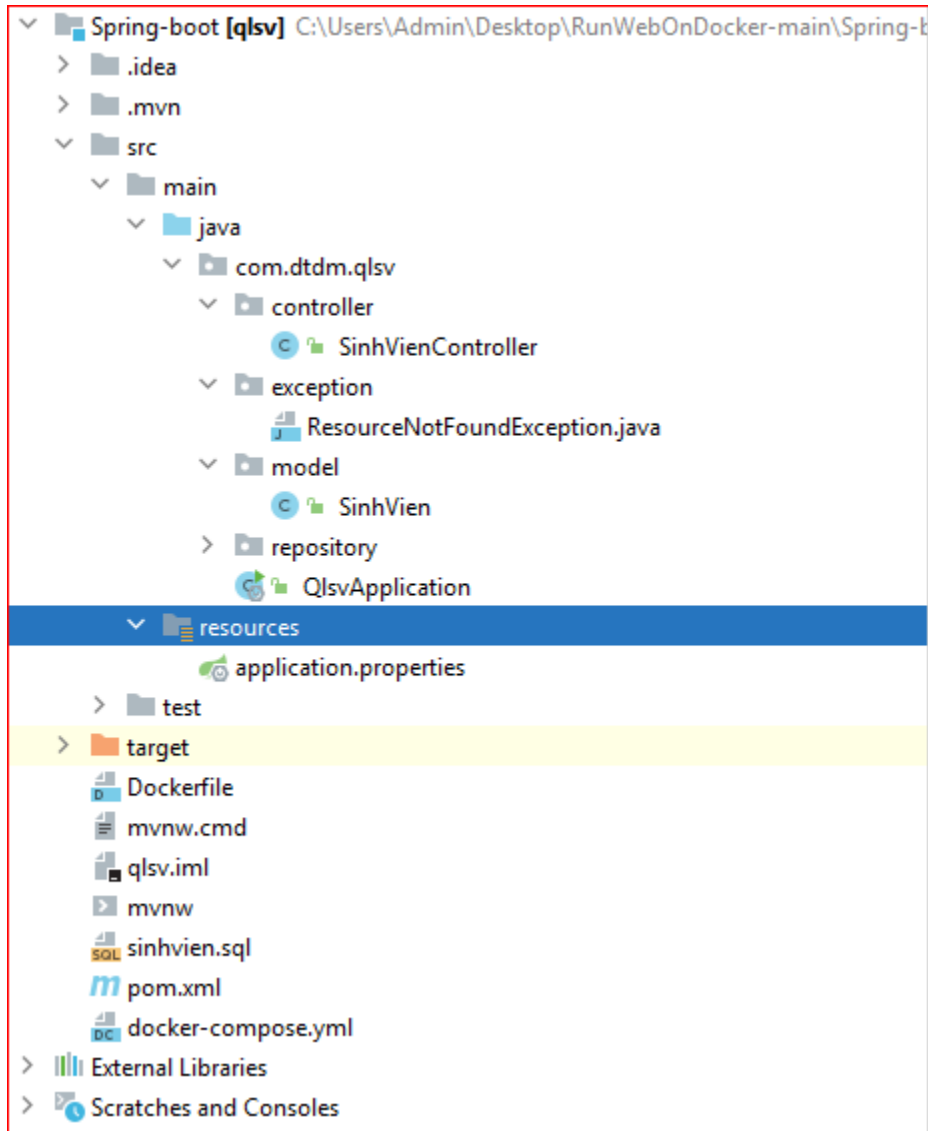 Spring-boot [qlsv] C:\Users\Admin\Desktop\RunWebOnDocker-main\Spring-b
.idea
.mvn
src
main
java
com.dtdm.qlsv
controller
C SinhVienController
exception
J ResourceNotFoundException.java
model
C SinhVien
repository
C QlsvApplication
resources
application.properties
test
target
D Dockerfile
mvnw.cmd
qlsv.iml
mvnw
SQL sinhvien.sql
m pom.xml
DC docker-compose.yml
External Libraries
Scratches and Consoles